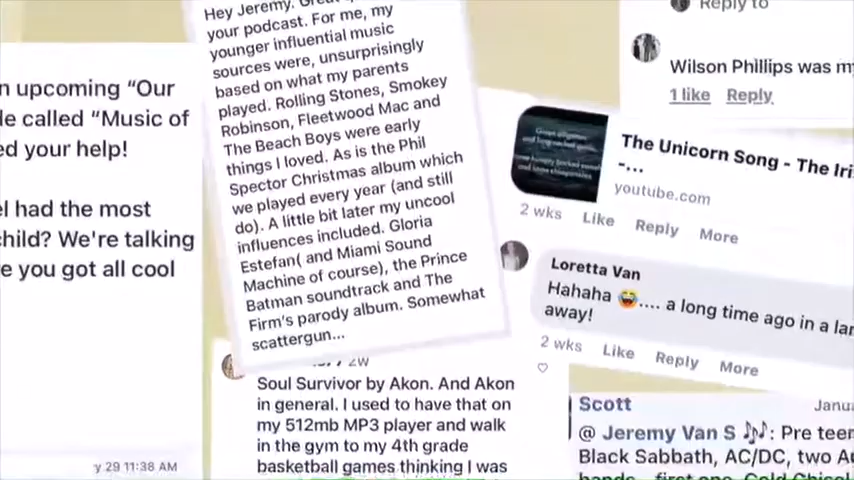 n upcoming “Our
le called “Music of
ed your help!
el had the most
child? We're talking
e you got all cool
y 29 11:38 AM
Hey Jeremy.
your podcast. For me, my
younger influential music
sources were, unsurprisingly
based on what my parents
played. Rolling Stones, Smokey
Robinson, Fleetwood Mac and
The Beach Boys were early
things I loved. As is the Phil
Spector Christmas album which
we played every year (and still
do). A little bit later my uncool
influences included. Gloria
Estefan( and Miami Sound
Machine of course), the Prince
Batman soundtrack and The
Firm's parody album. Somewhat
scattergun...
2w
Soul Survivor by Akon. And Akon
in general. I used to have that on
my 512mb MP3 player and walk
in the gym to my 4th grade
basketball games thinking I was
Reply to
Wilson Phillips was m
1 like Reply
The Unicorn Song - The Iri
-...
youtube.com
2 wks Like Reply More
Loretta Van
Hahaha 😂.... a long time ago in a lan
away!
2 wks Like Reply More
Scott Janua
@ Jeremy Van S 🎶: Pre teen
Black Sabbath, AC/DC, two Au
bands - first one, Cold Chisel